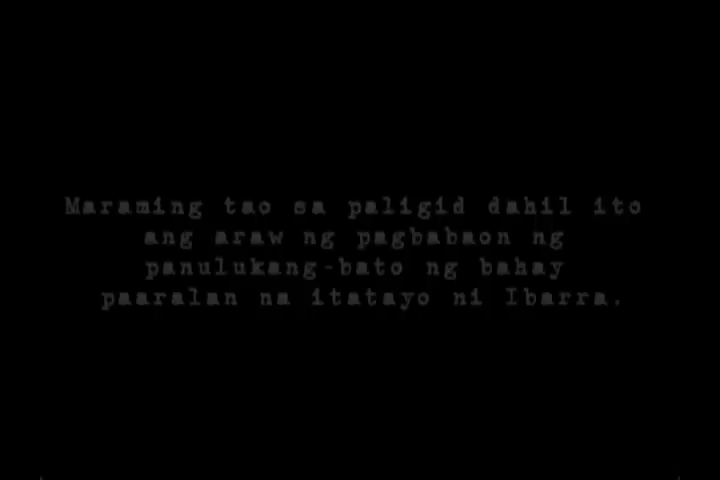 Maraming tao sa paligid dahil ito
ang araw ng pagbabaon ng
panulukang-bato ng bahay
paaralan na itatayo ni Ibarra.